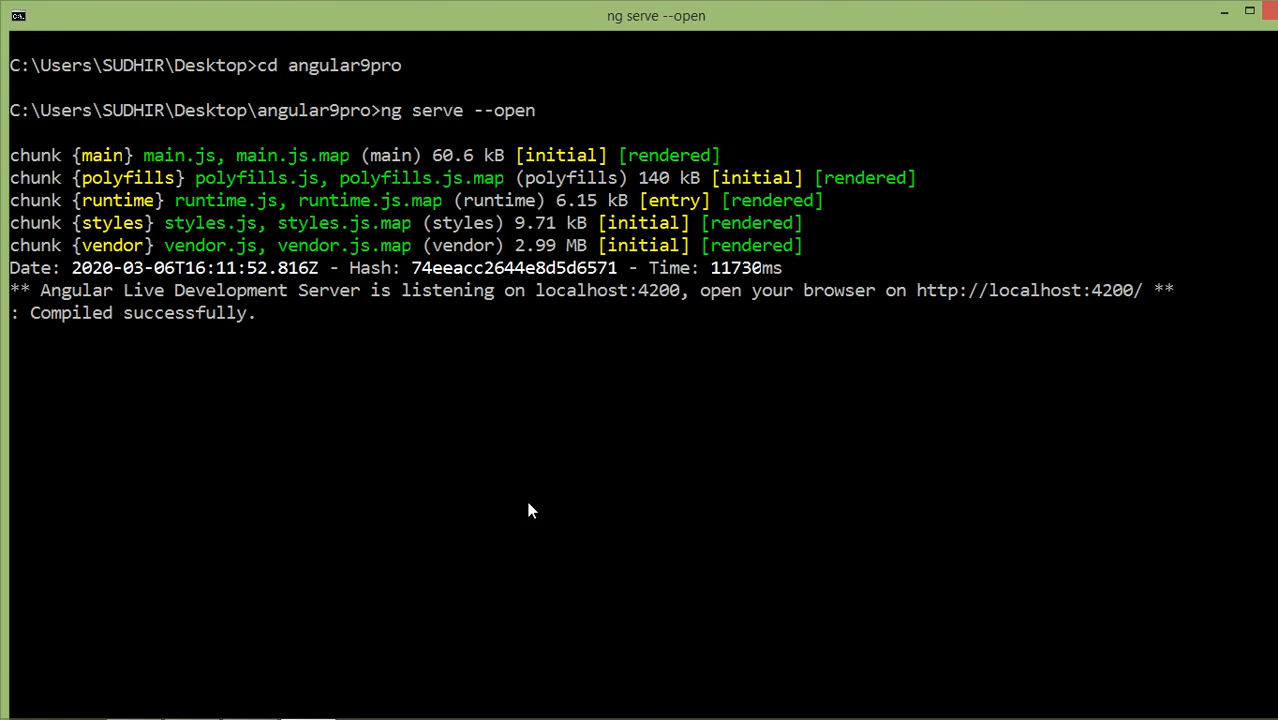 ng serve --open
C:\Users\SUDHIR\Desktop>cd angular9pro
C:\Users\SUDHIR\Desktop\angular9pro>ng serve --open
chunk {main} main.js, main.js.map (main) 60.6 kB [initial] [rendered]
chunk {polyfills} polyfills.js, polyfills.js.map (polyfills) 140 kB [initial] [rendered]
chunk {runtime} runtime.js, runtime.js.map (runtime) 6.15 kB [entry] [rendered]
chunk {styles} styles.js, styles.js.map (styles) 9.71 kB [initial] [rendered]
chunk {vendor} vendor.js, vendor.js.map (vendor) 2.99 MB [initial] [rendered]
Date: 2020-03-06T16:11:52.816Z - Hash: 74eeacc2644e8d5d6571 - Time: 11730ms
** Angular Live Development Server is listening on localhost:4200, open your browser on http://localhost:4200/ **
: Compiled successfully.